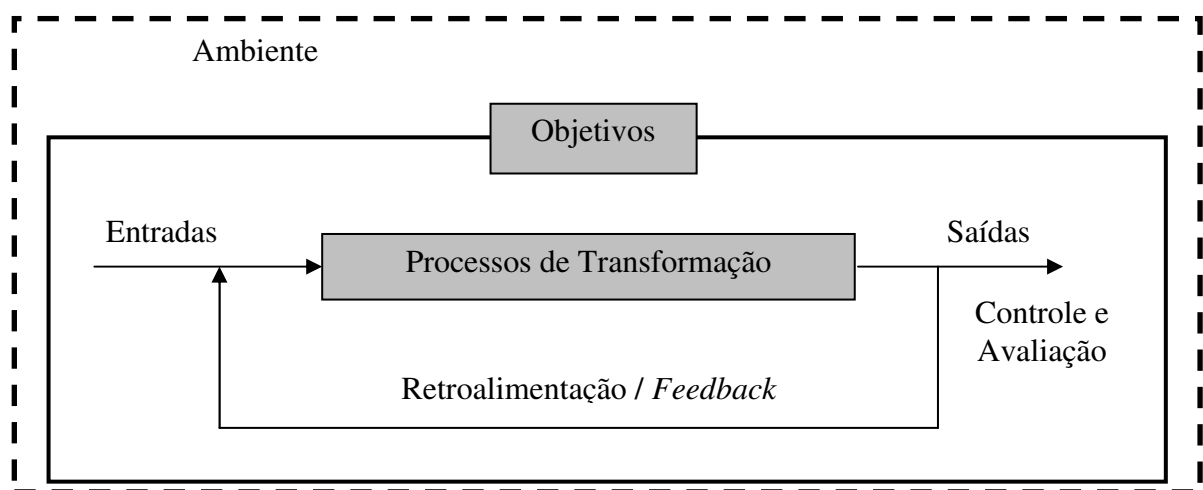 Ambiente
Objetivos
Entradas
Processos de Transformação
Saídas
Controle e
Avaliação
Retroalimentação / Feedback